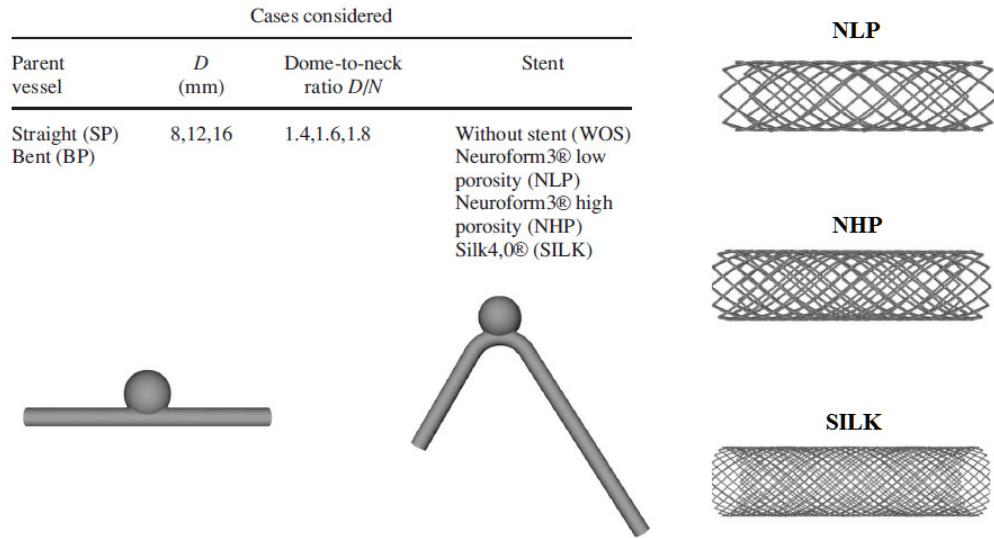 Cases considered
Parent vessel
D (mm)
Dome-to-neck ratio D/N
Stent
Straight (SP)
Bent (BP)
8,12,16
1.4,1.6,1.8
Without stent (WOS)
Neuroform3® low
porosity (NLP)
Neuroform3® high
porosity (NHP)
Silk4,0® (SILK)
NLP
NHP
SILK